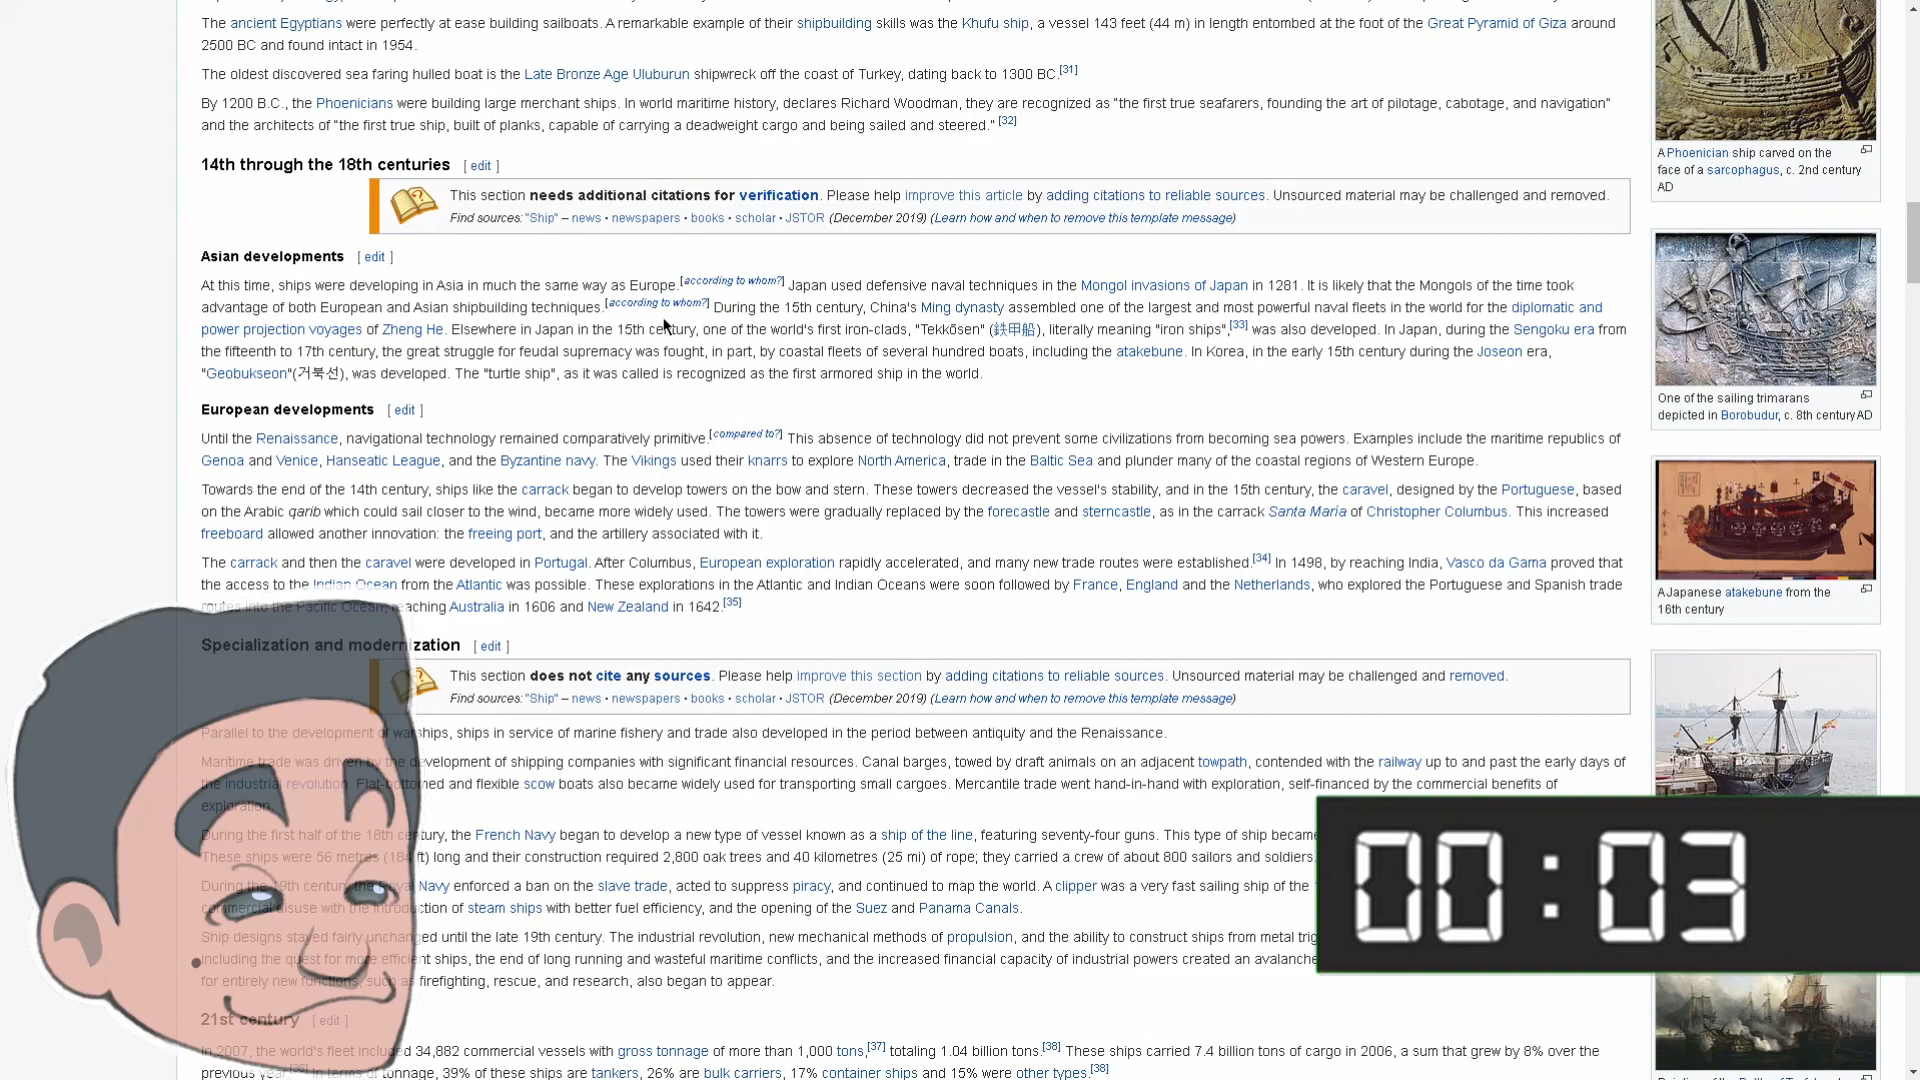 The ancient Egyptians were perfectly at ease building sailboats. A remarkable example of their shipbuilding skills was the Khufu ship, a vessel 143 feet (44 m) in length entombed at the foot of the Great Pyramid of Giza around
2500 BC and found intact in 1954.
The oldest discovered sea faring hulled boat is the Late Bronze Age Uluburun shipwreck off the coast of Turkey, dating back to 1300 BC.[31]
By 1200 B.C., the Phoenicians were building large merchant ships. In world maritime history, declares Richard Woodman, they are recognized as "the first true seafarers, founding the art of pilotage, cabotage, and navigation"
and the architects of "the first true ship, built of planks, capable of carrying a deadweight cargo and being sailed and steered." [32]
14th through the 18th centuries [ edit ]
This section needs additional citations for verification. Please help improve this article by adding citations to reliable sources. Unsourced material may be challenged and removed.
Find sources: "Ship" – news · newspapers · books · scholar · JSTOR (December 2019) (Learn how and when to remove this template message)
Asian developments [ edit ]
At this time, ships were developing in Asia in much the same way as Europe.[according to whom?] Japan used defensive naval techniques in the Mongol invasions of Japan in 1281. It is likely that the Mongols of the time took
advantage of both European and Asian shipbuilding techniques.[according to whom?] During the 15th century, China's Ming dynasty assembled one of the largest and most powerful naval fleets in the world for the diplomatic and
power projection voyages of Zheng He. Elsewhere in Japan in the 15th century, one of the world's first iron-clads, "Tekkōsen" (鉄甲船), literally meaning "iron ships",[33] was also developed. In Japan, during the Sengoku era from
the fifteenth to 17th century, the great struggle for feudal supremacy was fought, in part, by coastal fleets of several hundred boats, including the atakebune. In Korea, in the early 15th century during the Joseon era,
"Geobukseon"(거북선), was developed. The "turtle ship", as it was called is recognized as the first armored ship in the world.
European developments [ edit ]
Until the Renaissance, navigational technology remained comparatively primitive.[compared to?] This absence of technology did not prevent some civilizations from becoming sea powers. Examples include the maritime republics of
Genoa and Venice, Hanseatic League, and the Byzantine navy. The Vikings used their knarrs to explore North America, trade in the Baltic Sea and plunder many of the coastal regions of Western Europe.
Towards the end of the 14th century, ships like the carrack began to develop towers on the bow and stern. These towers decreased the vessel's stability, and in the 15th century, the caravel, designed by the Portuguese, based
on the Arabic qarib which could sail closer to the wind, became more widely used. The towers were gradually replaced by the forecastle and sterncastle, as in the carrack Santa María of Christopher Columbus. This increased
freeboard allowed another innovation: the freeing port, and the artillery associated with it.
The carrack and then the caravel were developed in Portugal. After Columbus, European exploration rapidly accelerated, and many new trade routes were established.[34] In 1498, by reaching India, Vasco da Gama proved that
the access to the Indian Ocean from the Atlantic was possible. These explorations in the Atlantic and Indian Oceans were soon followed by France, England and the Netherlands, who explored the Portuguese and Spanish trade
routes into the Pacific Ocean, reaching Australia in 1606 and New Zealand in 1642.[35]
Specialization and modernization [ edit ]
This section does not cite any sources. Please help improve this section by adding citations to reliable sources. Unsourced material may be challenged and removed.
Find sources: "Ship" – news · newspapers · books · scholar · JSTOR (December 2019) (Learn how and when to remove this template message)
Parallel to the development of warships, ships in service of marine fishery and trade also developed in the period between antiquity and the Renaissance.
Maritime trade was driven by the development of shipping companies with significant financial resources. Canal barges, towed by draft animals on an adjacent towpath, contended with the railway up to and past the early days of
the industrial revolution. Flat-bottomed and flexible scow boats also became widely used for transporting small cargoes. Mercantile trade went hand-in-hand with exploration, self-financed by the commercial benefits of
exploration.
During the first half of the 18th century, the French Navy began to develop a new type of vessel known as a ship of the line, featuring seventy-four guns. This type of ship became
These ships were 56 metres (184 ft) long and their construction required 2,800 oak trees and 40 kilometres (25 mi) of rope; they carried a crew of about 800 sailors and soldiers.
During the 19th century the Royal Navy enforced a ban on the slave trade, acted to suppress piracy, and continued to map the world. A clipper was a very fast sailing ship of the
commercial disuse with the introduction of steam ships with better fuel efficiency, and the opening of the Suez and Panama Canals.
Ship designs stayed fairly unchanged until the late 19th century. The industrial revolution, new mechanical methods of propulsion, and the ability to construct ships from metal
including the quest for more efficient ships, the end of long running and wasteful maritime conflicts, and the increased financial capacity of industrial powers created an avalanche
for entirely new functions, such as firefighting, rescue, and research, also began to appear.
21st century [ edit ]
In 2007, the world's fleet included 34,882 commercial vessels with gross tonnage of more than 1,000 tons,[37] totaling 1.04 billion tons.[38] These ships carried 7.4 billion tons of cargo in 2006, a sum that grew by 8% over the
previous year.[38] In terms of tonnage, 39% of these ships are tankers, 26% are bulk carriers, 17% container ships and 15% were other types.[38]
A Phoenician ship carved on the
face of a sarcophagus, c. 2nd century
AD
One of the sailing trimarans
depicted in Borobudur, c. 8th century AD
A Japanese atakebune from the
16th century
00:03